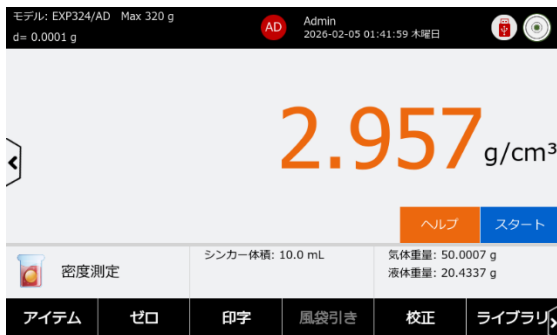 モデル: EXP324/AD Max 320 g
d= 0.0001 g
AD
Admin
2026-02-05 01:41:59 木曜日
2.957 g/cm³
ヘルプ
スタート
密度測定
シンカー体積: 10.0 mL
気体重量: 50.0007 g
液体重量: 20.4337 g
アイテム
ゼロ
印字
風袋引き
校正
ライブラリ